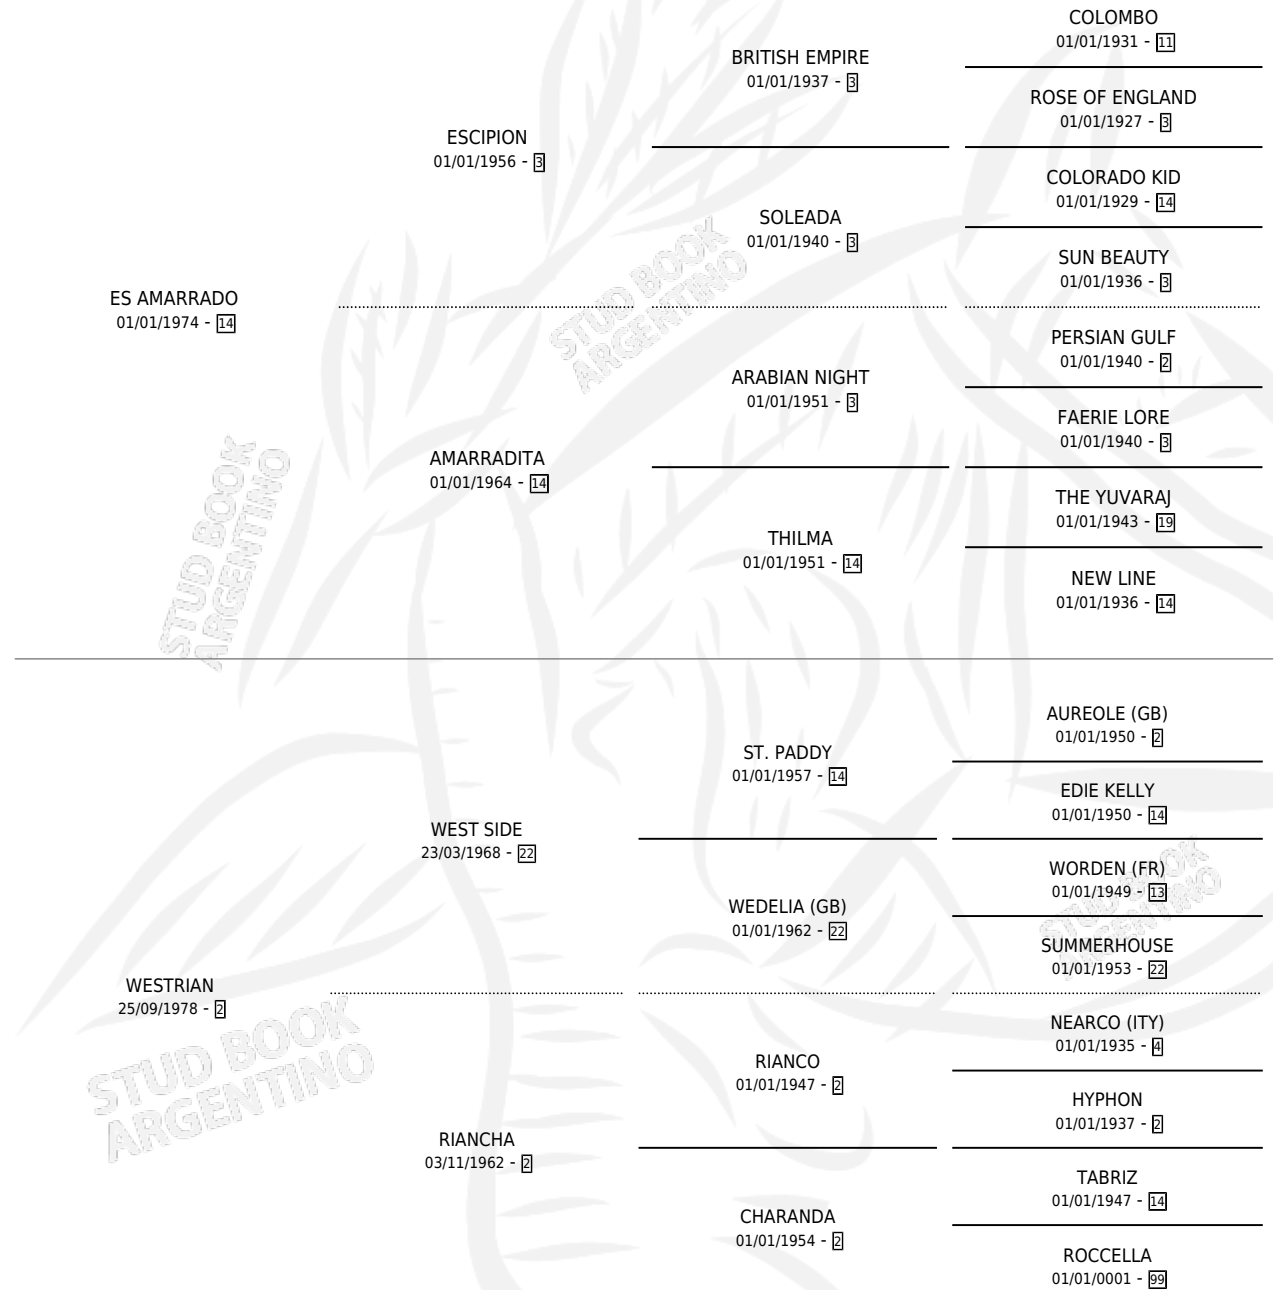 COLOMBO
01/01/1931 - 11
BRITISH EMPIRE
01/01/1937 - 3
ROSE OF ENGLAND
01/01/1927 - 3
ESCIPION
01/01/1956 - 3
COLORADO KID
01/01/1929 - 14
SOLEADA
01/01/1940 - 3
SUN BEAUTY
01/01/1936 - 3
STUD BOOK
ARGENTINO
ES AMARRADO
01/01/1974 - 14
PERSIAN GULF
01/01/1940 - 2
ARABIAN NIGHT
01/01/1951 - 3
FAERIE LORE
01/01/1940 - 3
AMARRADITA
01/01/1964 - 14
THE YUVARAJ
01/01/1943 - 19
THILMA
01/01/1951 - 14
NEW LINE
01/01/1936 - 14
STUD BOOK
ARGENTINO
AUREOLE (GB)
01/01/1950 - 2
ST. PADDY
01/01/1957 - 14
EDIE KELLY
01/01/1950 - 14
WEST SIDE
23/03/1968 - 22
WORDEN (FR)
01/01/1949 - 13
WEDELIA (GB)
01/01/1962 - 22
SUMMERHOUSE
01/01/1953 - 22
STUD BOOK
ARGENTINO
WESTRIAN
25/09/1978 - 2
NEARCO (ITY)
01/01/1935 - 4
RIANCO
01/01/1947 - 2
HYPHON
01/01/1937 - 2
STUD BOOK
ARGENTINO
RIANCHA
03/11/1962 - 2
TABRIZ
01/01/1947 - 14
CHARANDA
01/01/1954 - 2
ROCCELLA
01/01/0001 - 99